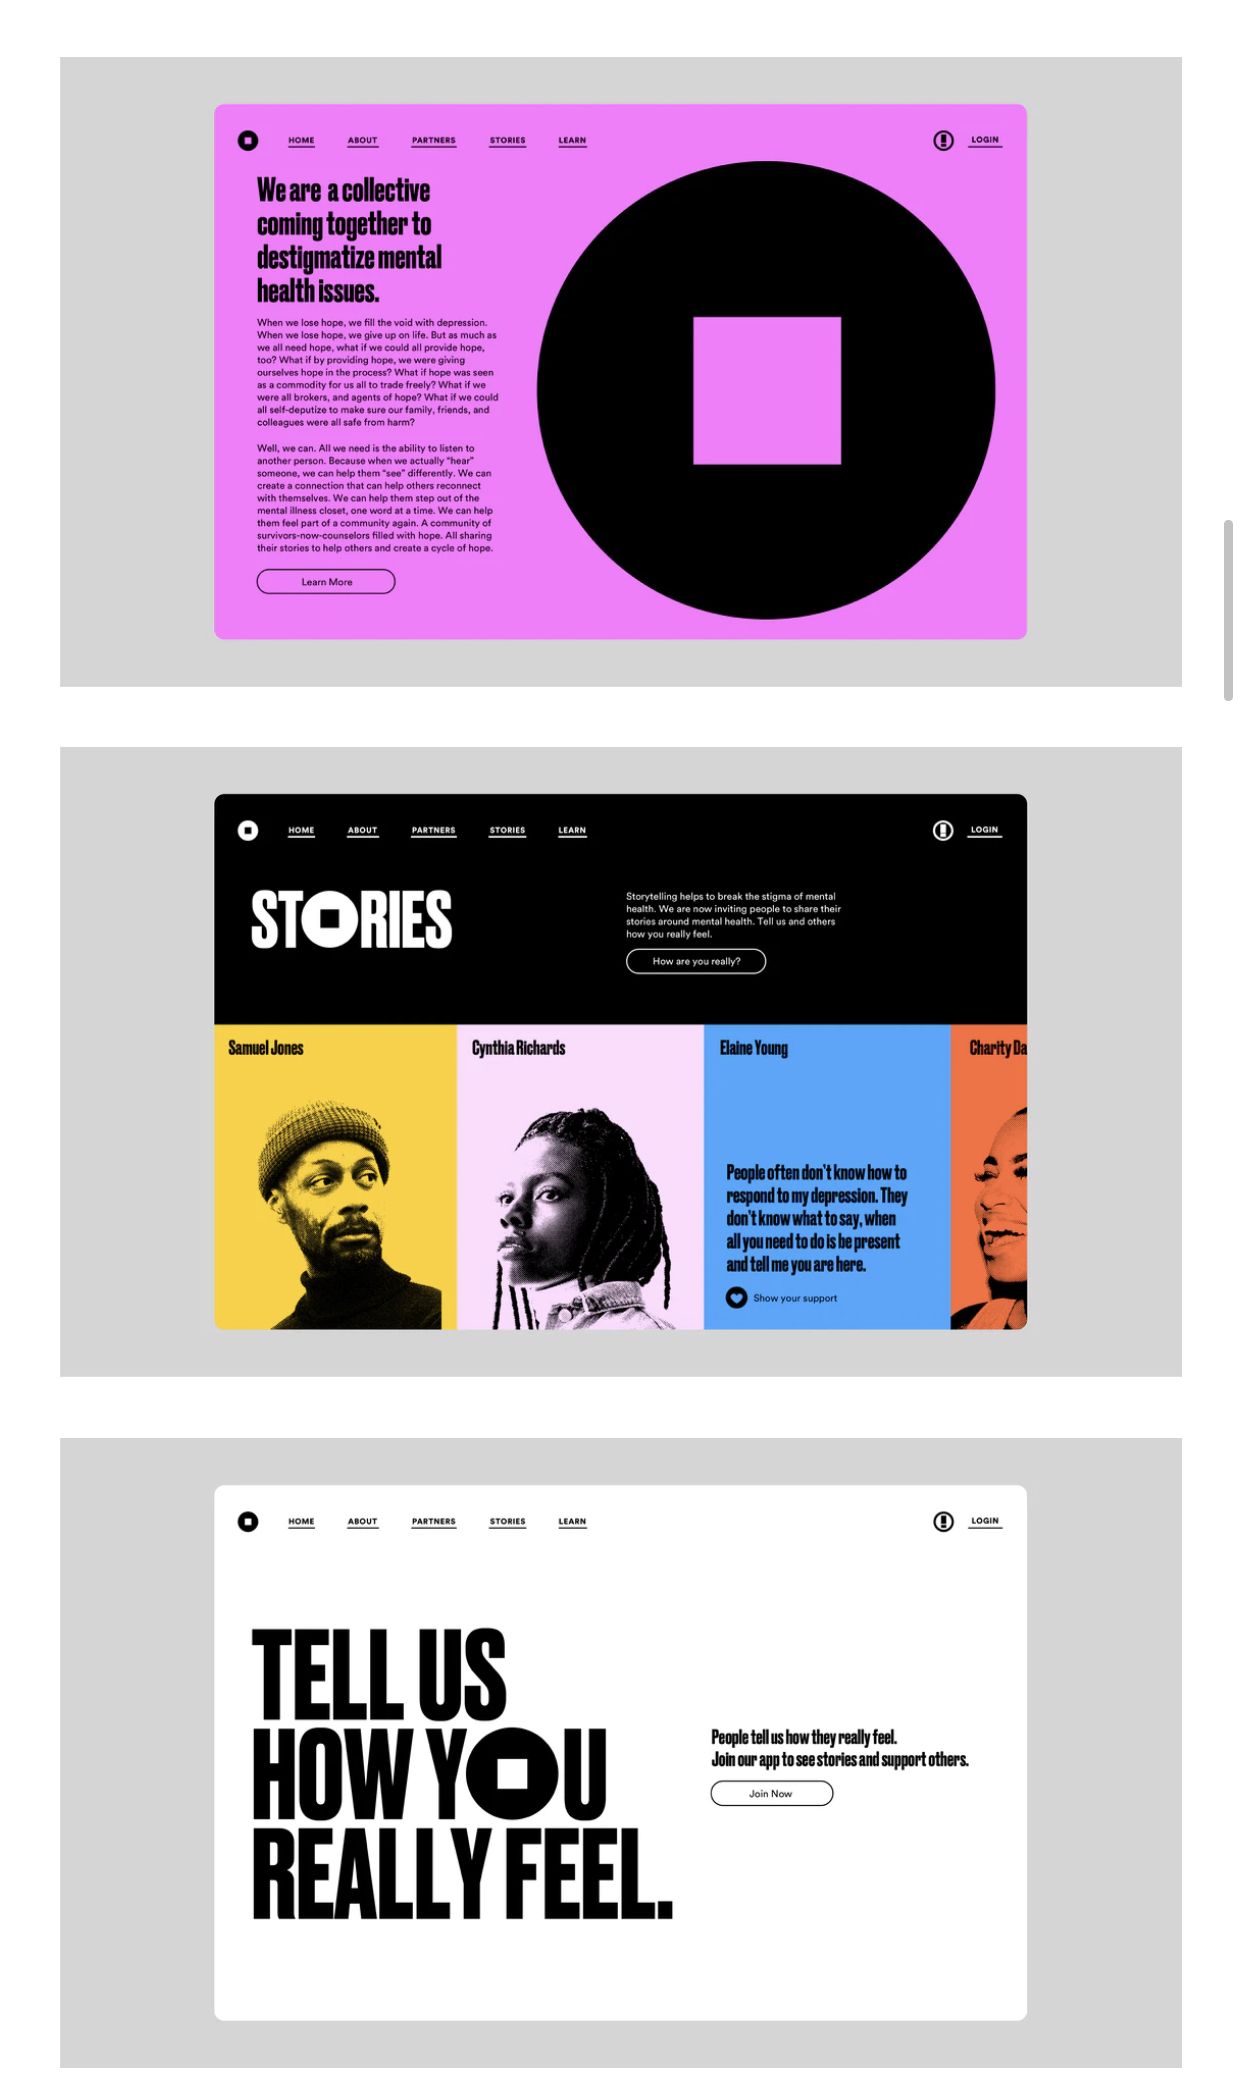 HOME ABOUT PARTNERS STORIES LEARN LOGIN
We are a collective
coming together to
destigmatize mental
health issues.
When we lose hope, we fill the void with depression.
When we lose hope, we give up on life. But as much as
we all need hope, what if we could all provide hope,
too? What if by providing hope, we were giving
ourselves hope in the process? What if hope was seen
as a commodity for us all to trade freely? What if we
were all brokers, and agents of hope? What if we could
all self-deputize to make sure our family, friends, and
colleagues were all safe from harm?
Well, we can. All we need is the ability to listen to
another person. Because when we actually “hear”
someone, we can help them “see” differently. We can
create a connection that can help others reconnect
with themselves. We can help them step out of the
mental illness closet, one word at a time. We can help
them feel part of a community again. A community of
survivors-now-counselors filled with hope. All sharing
their stories to help others and create a cycle of hope.
Learn More
HOME ABOUT PARTNERS STORIES LEARN LOGIN
STORIES
Storytelling helps to break the stigma of mental
health. We are now inviting people to share their
stories around mental health. Tell us and others
how you really feel.
How are you really?
Samuel Jones
Cynthia Richards
Elaine Young
People often don't know how to
respond to my depression. They
don't know what to say, when
all you need to do is be present
and tell me you are here.
Show your support
Charity Da
HOME ABOUT PARTNERS STORIES LEARN LOGIN
TELL US
HOW YOU
REALLY FEEL.
People tell us how they really feel.
Join our app to see stories and support others.
Join Now